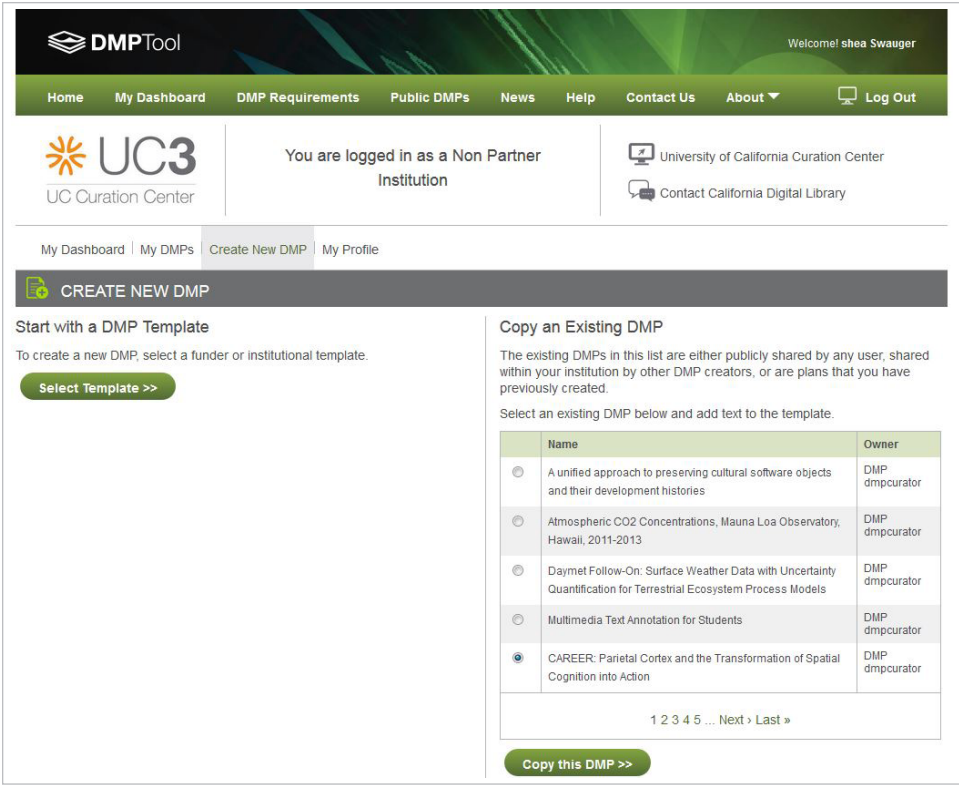 DMPTool
Welcome! shea Swauger
Home My Dashboard DMP Requirements Public DMPs News Help Contact Us About Log Out
UC3
UC Curation Center
You are logged in as a Non Partner
Institution
University of California Curation Center
Contact California Digital Library
My Dashboard My DMPs Create New DMP My Profile
CREATE NEW DMP
Start with a DMP Template
To create a new DMP, select a funder or institutional template.
Select Template >>
Copy an Existing DMP
The existing DMPs in this list are either publicly shared by any user, shared
within your institution by other DMP creators, or are plans that you have
previously created.
Select an existing DMP below and add text to the template.
Name Owner
A unified approach to preserving cultural software objects
and their development histories
DMP
dmpcurator
Atmospheric CO2 Concentrations, Mauna Loa Observatory,
Hawaii, 2011-2013
DMP
dmpcurator
Daymet Follow-On: Surface Weather Data with Uncertainty
Quantification for Terrestrial Ecosystem Process Models
DMP
dmpcurator
Multimedia Text Annotation for Students
DMP
dmpcurator
CAREER: Parietal Cortex and the Transformation of Spatial
Cognition into Action
DMP
dmpcurator
1 2 3 4 5 ... Next › Last »
Copy this DMP >>